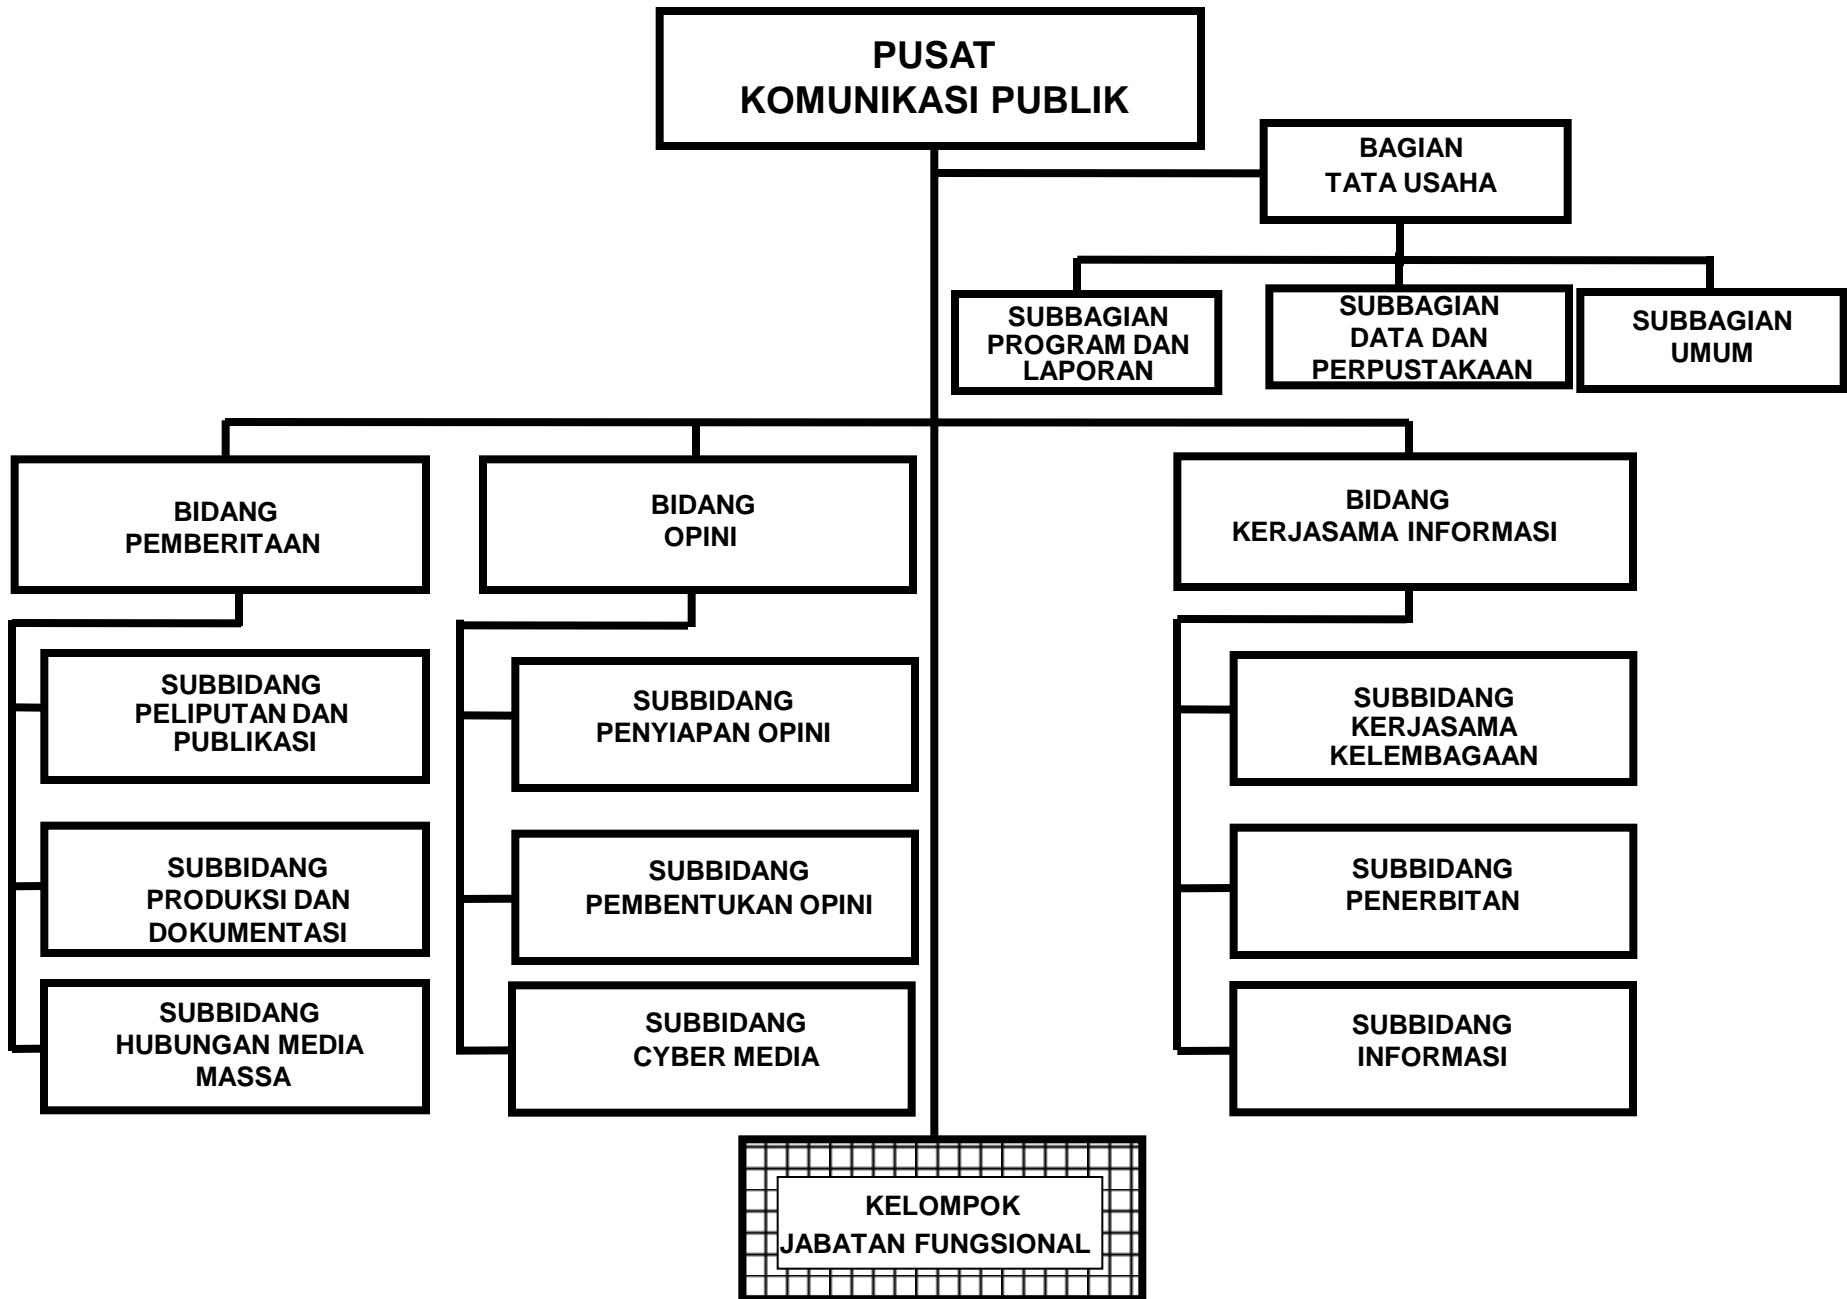 PUSAT
KOMUNIKASI PUBLIK
BAGIAN
TATA USAHA
SUBBAGIAN
PROGRAM DAN
LAPORAN
SUBBAGIAN
DATA DAN
PERPUSTAKAAN
SUBBAGIAN
UMUM
BIDANG
PEMBERITAAN
BIDANG
OPINI
BIDANG
KERJASAMA INFORMASI
SUBBIDANG
PELIPUTAN DAN
PUBLIKASI
SUBBIDANG
PENYIAPAN OPINI
SUBBIDANG
KERJASAMA
KELEMBAGAAN
SUBBIDANG
PRODUKSI DAN
DOKUMENTASI
SUBBIDANG
PEMBENTUKAN OPINI
SUBBIDANG
PENERBITAN
SUBBIDANG
HUBUNGAN MEDIA
MASSA
SUBBIDANG
CYBER MEDIA
SUBBIDANG
INFORMASI
KELOMPOK
JABATAN FUNGSIONAL